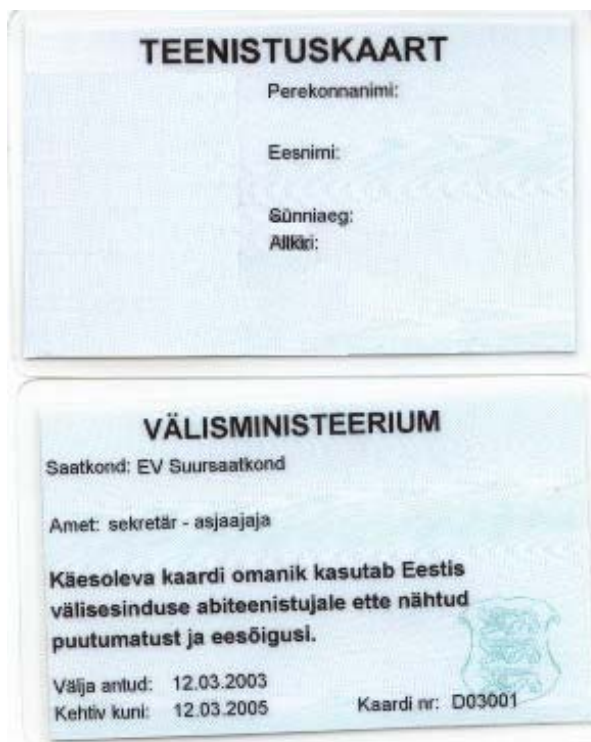 TEENISTUSKAART
Perekonnanimi:
Eesnimi:
Sünniaeg:
Allkiri:
VÄLISMINISTEERIUM
Saatkond: EV Suursaatkond
Amet: sekretär - asjaajaja
Käesoleva kaardi omanik kasutab Eestis
välisesinduse abiteenistujale ette nähtud
puutumatust ja eesõigusi.
Välja antud: 12.03.2003
Kehtiv kuni: 12.03.2005 Kaardi nr: D03001